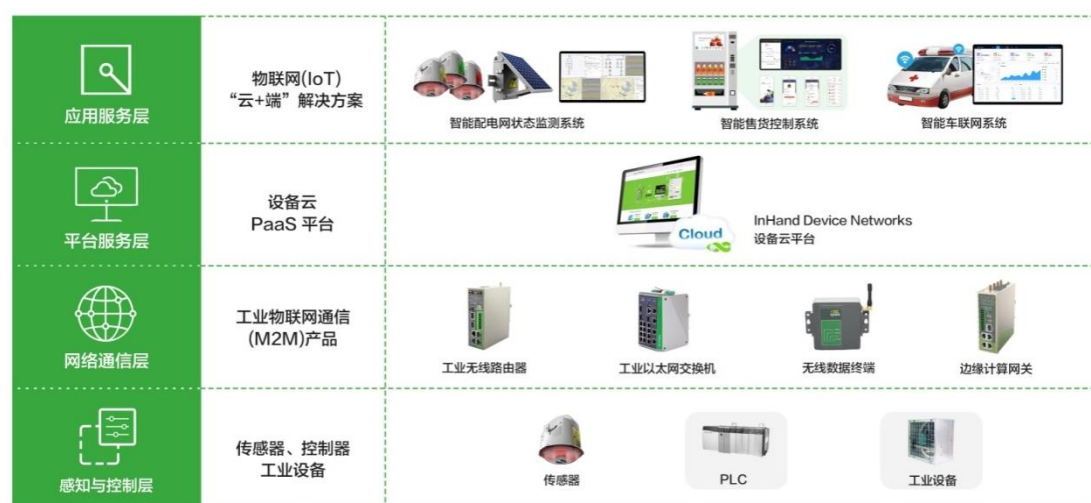 应用服务层
物联网(IoT)
“云+端”解决方案
智能配电网状态监测系统
智能售货控制系统
智能车联网系统
平台服务层
设备云
PaaS 平台
Cloud
InHand Device Networks
设备云平台
网络通信层
工业物联网通信
(M2M)产品
工业无线路由器
工业以太网交换机
无线数据终端
边缘计算网关
感知与控制层
传感器、控制器
工业设备
传感器
PLC
工业设备